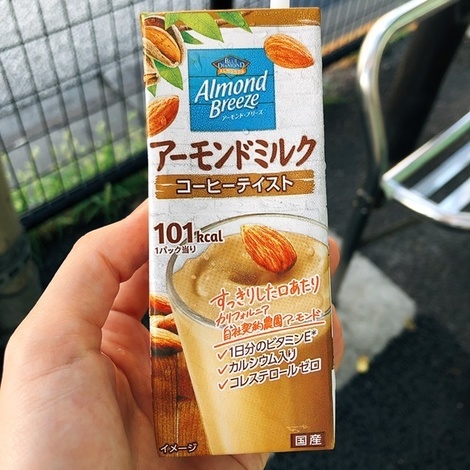 BLUE DIAMOND
ALMONDS
Almond
Breeze
アーモンド・ブリーズ
アーモンドミルク
コーヒーテイスト
101kcal
1パック当り
すっきりした口あたり
カリフォルニア
自社契約農園アーモンド
✓1日分のビタミンE*
✓カルシウム入り
✓コレステロールゼロ
イメージ
国産